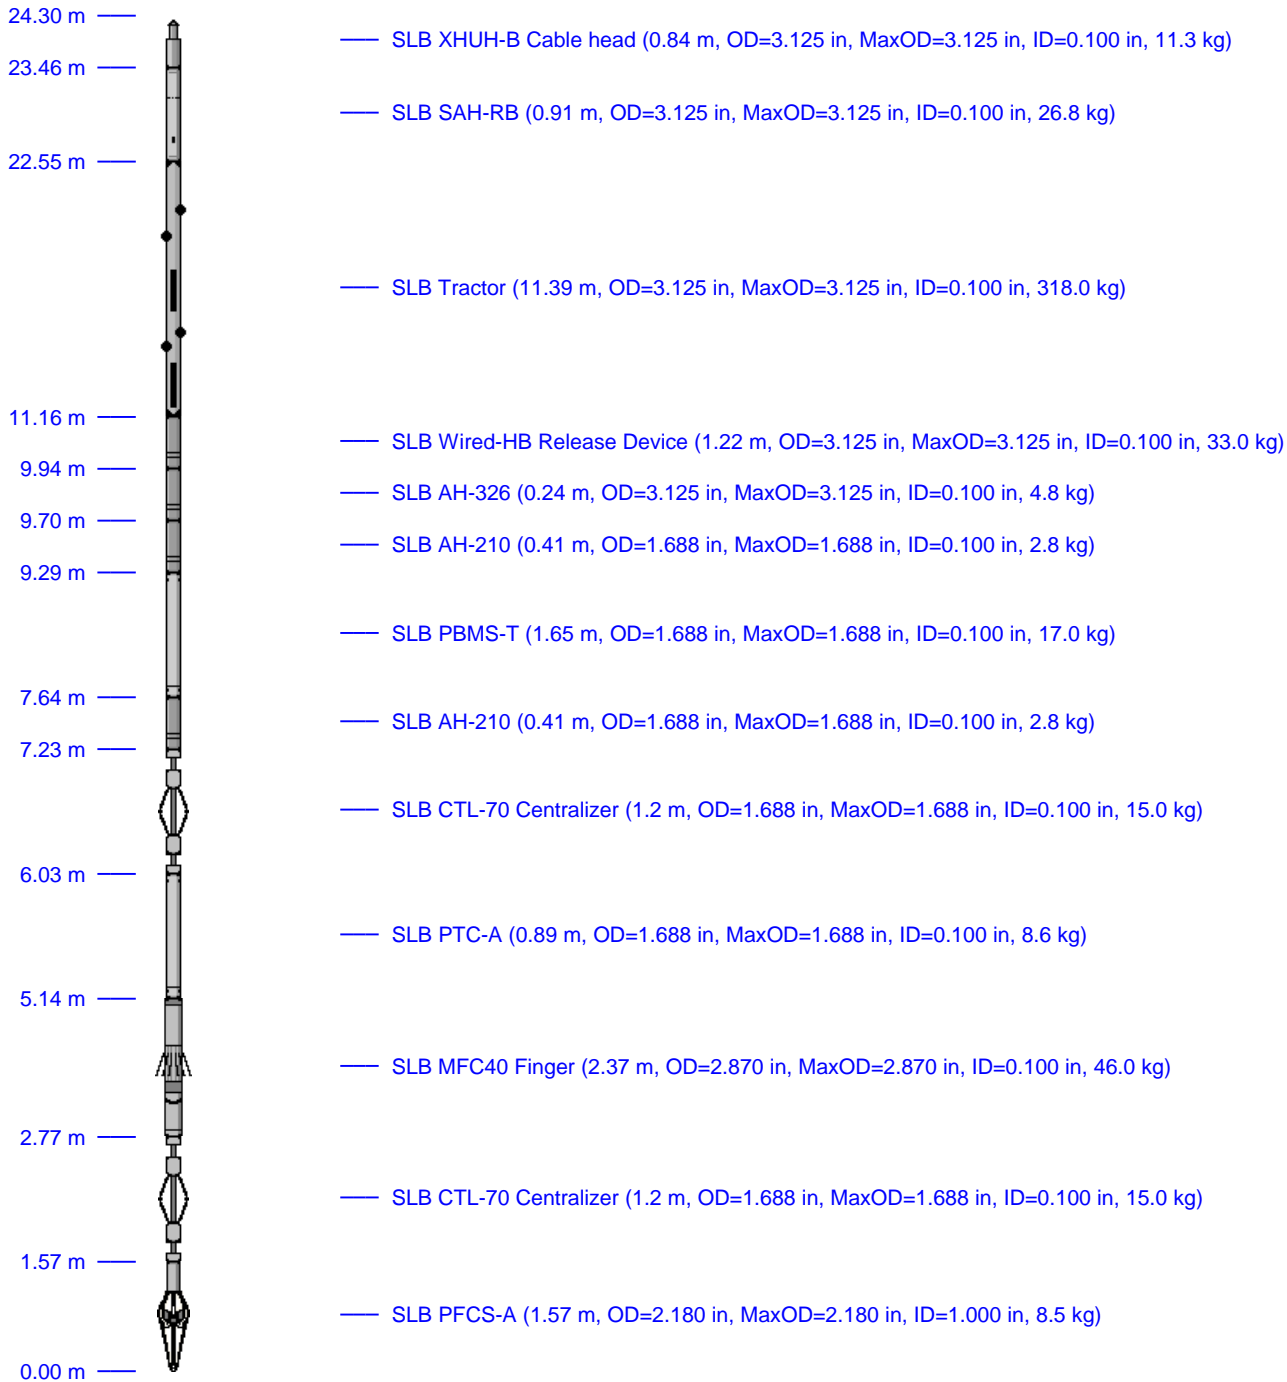 24.30 m
SLB XHUH-B Cable head (0.84 m, OD=3.125 in, MaxOD=3.125 in, ID=0.100 in, 11.3 kg)
23.46 m
SLB SAH-RB (0.91 m, OD=3.125 in, MaxOD=3.125 in, ID=0.100 in, 26.8 kg)
22.55 m
SLB Tractor (11.39 m, OD=3.125 in, MaxOD=3.125 in, ID=0.100 in, 318.0 kg)
11.16 m
SLB Wired-HB Release Device (1.22 m, OD=3.125 in, MaxOD=3.125 in, ID=0.100 in, 33.0 kg)
9.94 m
SLB AH-326 (0.24 m, OD=3.125 in, MaxOD=3.125 in, ID=0.100 in, 4.8 kg)
9.70 m
SLB AH-210 (0.41 m, OD=1.688 in, MaxOD=1.688 in, ID=0.100 in, 2.8 kg)
9.29 m
SLB PBMS-T (1.65 m, OD=1.688 in, MaxOD=1.688 in, ID=0.100 in, 17.0 kg)
7.64 m
SLB AH-210 (0.41 m, OD=1.688 in, MaxOD=1.688 in, ID=0.100 in, 2.8 kg)
7.23 m
SLB CTL-70 Centralizer (1.2 m, OD=1.688 in, MaxOD=1.688 in, ID=0.100 in, 15.0 kg)
6.03 m
SLB PTC-A (0.89 m, OD=1.688 in, MaxOD=1.688 in, ID=0.100 in, 8.6 kg)
5.14 m
SLB MFC40 Finger (2.37 m, OD=2.870 in, MaxOD=2.870 in, ID=0.100 in, 46.0 kg)
2.77 m
SLB CTL-70 Centralizer (1.2 m, OD=1.688 in, MaxOD=1.688 in, ID=0.100 in, 15.0 kg)
1.57 m
SLB PFCS-A (1.57 m, OD=2.180 in, MaxOD=2.180 in, ID=1.000 in, 8.5 kg)
0.00 m